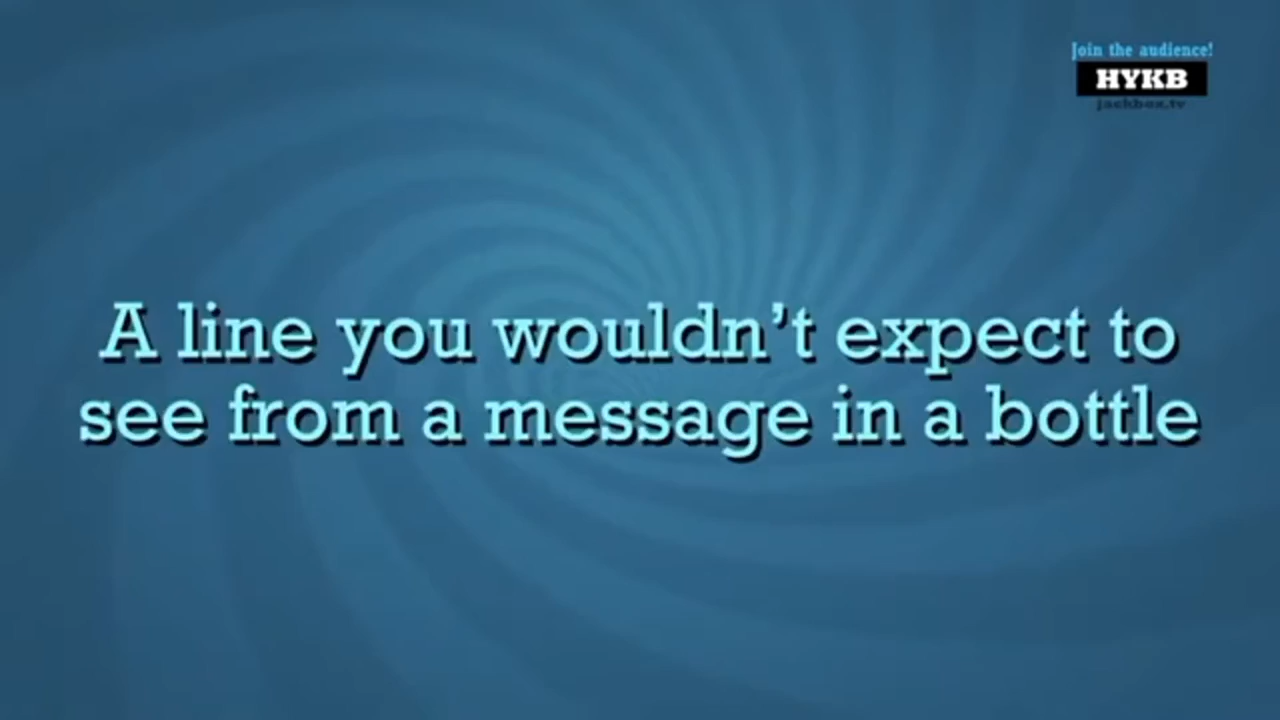 Join the audience!
HYKB
jackbox.tv
A line you wouldn't expect to
see from a message in a bottle